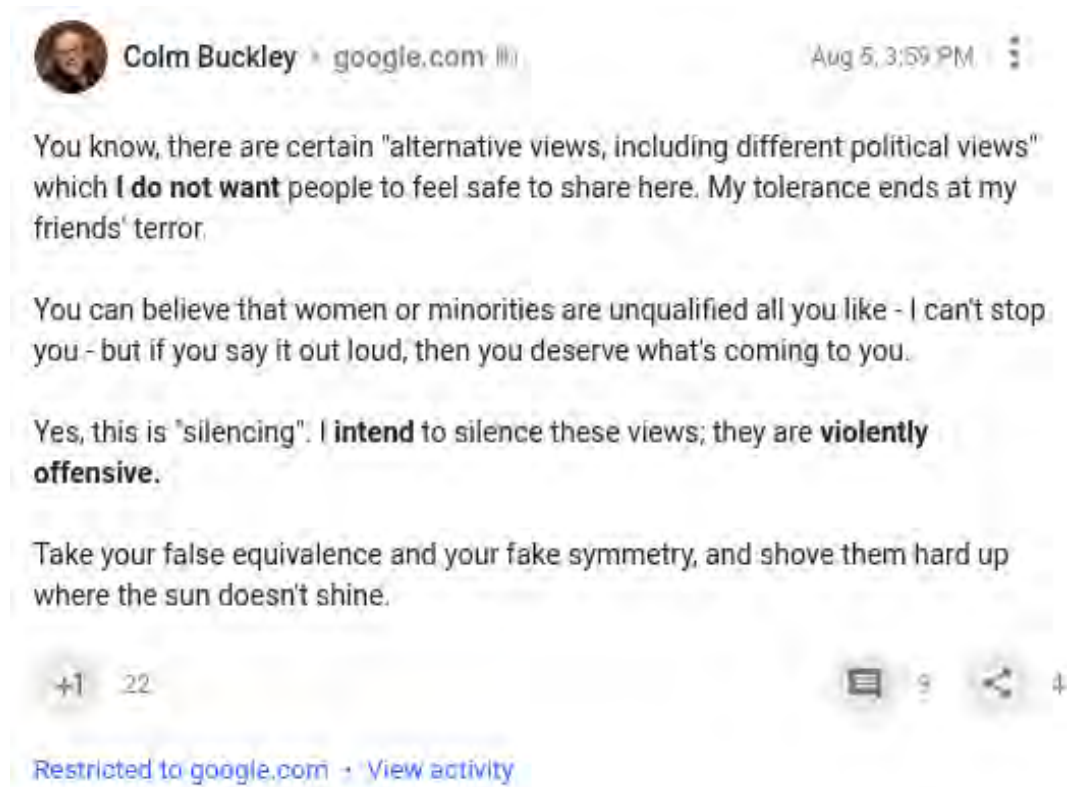 Colm Buckley › google.com
Aug 5, 3:59 PM
You know, there are certain "alternative views, including different political views"
which I do not want people to feel safe to share here. My tolerance ends at my
friends' terror.
You can believe that women or minorities are unqualified all you like - I can't stop
you - but if you say it out loud, then you deserve what's coming to you.
Yes, this is "silencing". I intend to silence these views; they are violently
offensive.
Take your false equivalence and your fake symmetry, and shove them hard up
where the sun doesn't shine.
+1 22 9 4
Restricted to google.com · View activity